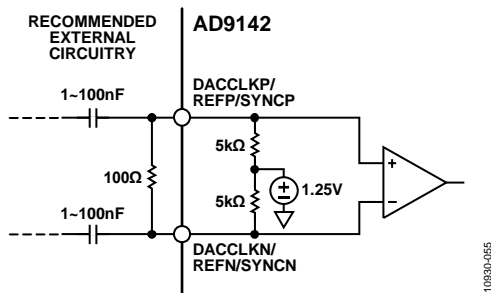 RECOMMENDED
EXTERNAL
CIRCUITRY
AD9142
1~100nF
DACCLKP/
REFP/SYNCP
5kΩ
100Ω
+
−
1.25V
5kΩ
+
−
1~100nF
DACCLKN/
REFN/SYNCN
10930-055